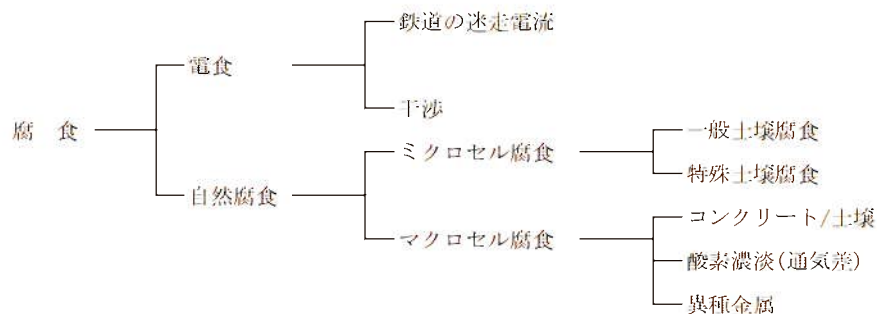 鉄道の迷走電流
電食
干渉
腐　食
ミクロセル腐食
一般土壌腐食
特殊土壌腐食
自然腐食
コンクリート/土壌
マクロセル腐食
酸素濃淡(通気差)
異種金属